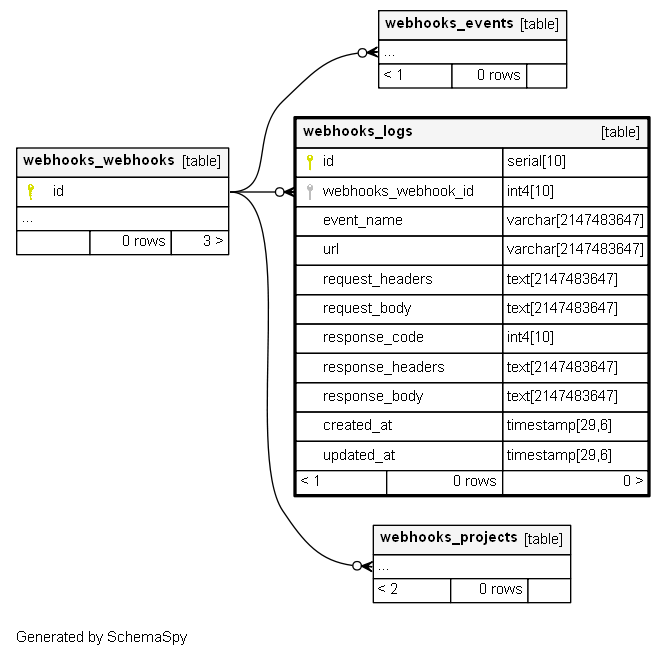 webhooks_events [table]
...
< 1 0 rows
webhooks_logs [table]
id serial[10]
webhooks_webhook_id int4[10]
event_name varchar[2147483647]
url varchar[2147483647]
request_headers text[2147483647]
request_body text[2147483647]
response_code int4[10]
response_headers text[2147483647]
response_body text[2147483647]
created_at timestamp[29,6]
updated_at timestamp[29,6]
< 1 0 rows 0 >
webhooks_webhooks [table]
id
...
0 rows 3 >
webhooks_projects [table]
...
< 2 0 rows
Generated by SchemaSpy